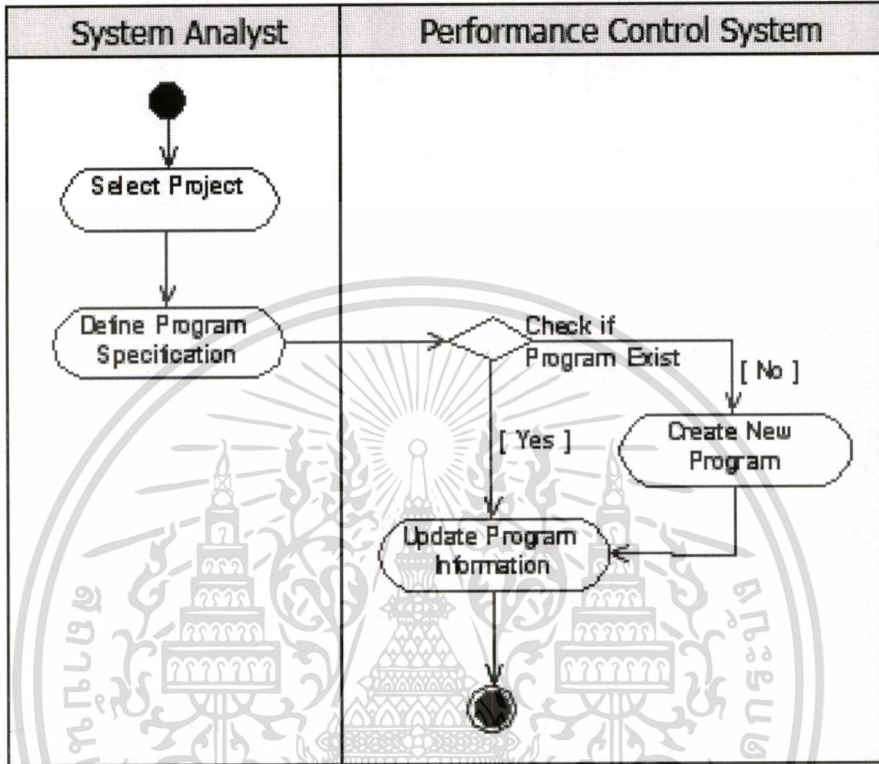 System Analyst
Performance Control System
Select Project
Define Program
Specification
Check if
Program Exist
[ No ]
[ Yes ]
Create New
Program
Update Program
Information